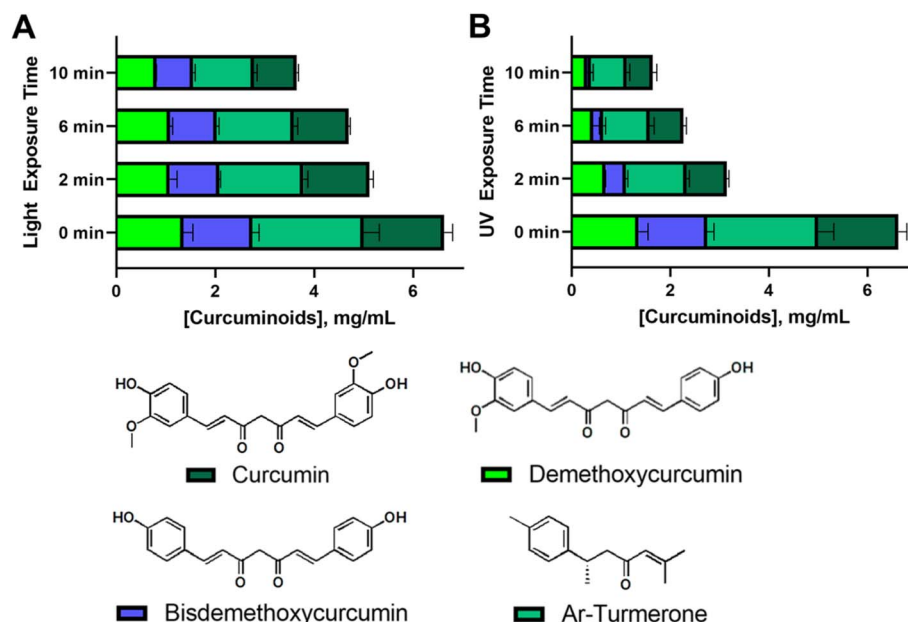 A
B
Light Exposure Time
10 min
6 min
2 min
0 min
0
2
4
6
[Curcuminoids], mg/mL
UV Exposure Time
10 min
6 min
2 min
0 min
0
2
4
6
[Curcuminoids], mg/mL
HO
O
O
O
O
OH
Curcumin
HO
O
O
O
OH
Demethoxycurcumin
HO
O
O
OH
Bisdemethoxycurcumin
O
Ar-Turmerone